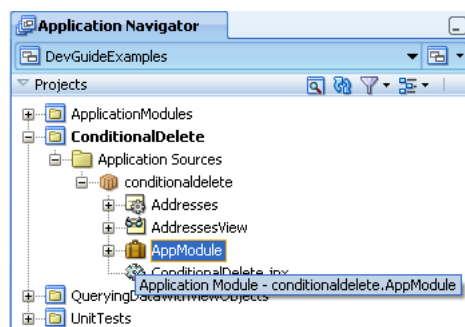 Application Navigator
DevGuideExamples
Projects
ApplicationModules
ConditionalDelete
Application Sources
conditionaldelete
Addresses
AddressesView
AppModule
ConditionalDelete.jpx
Application Module - conditionaldelete.AppModule
QueryingDataWithViewObjects
UnitTests